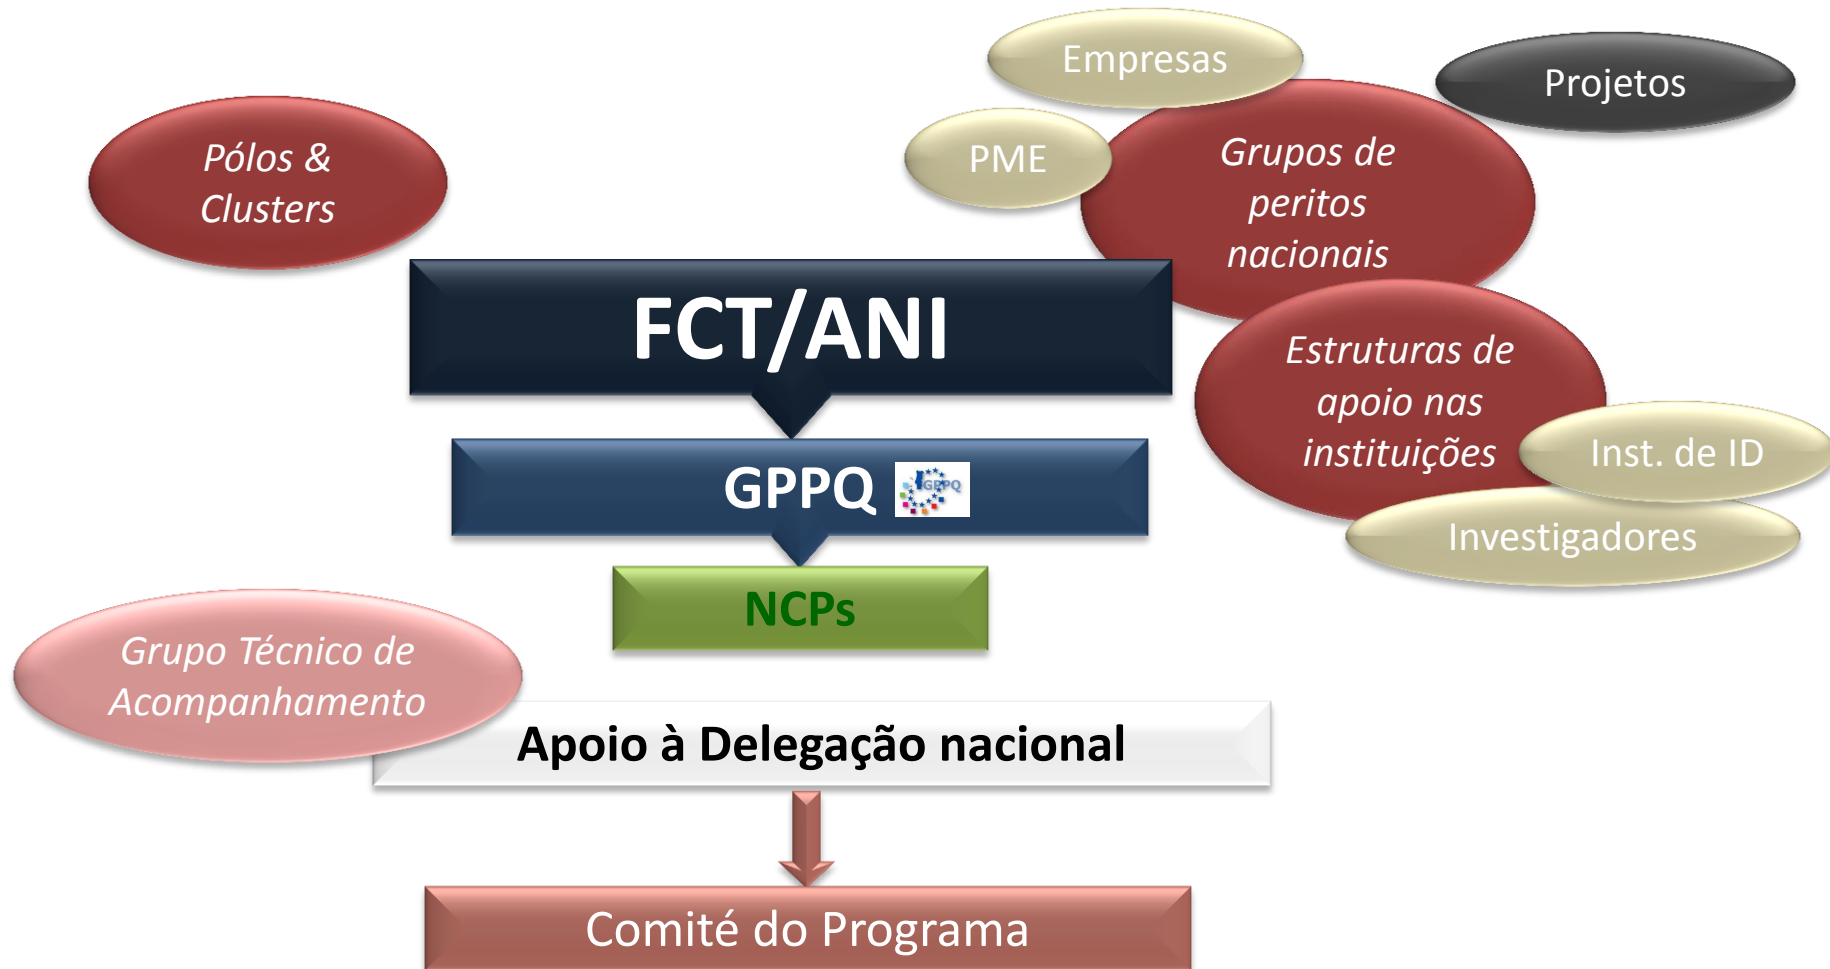 Empresas
Projetos
PME
Pólos &
Clusters
Grupos de
peritos
nacionais
FCT/ANI
Estruturas de
apoio nas
instituições
Inst. de ID
Investigadores
GPPQ
GPPQ
NCPs
Grupo Técnico de
Acompanhamento
Apoio à Delegação nacional
Comité do Programa